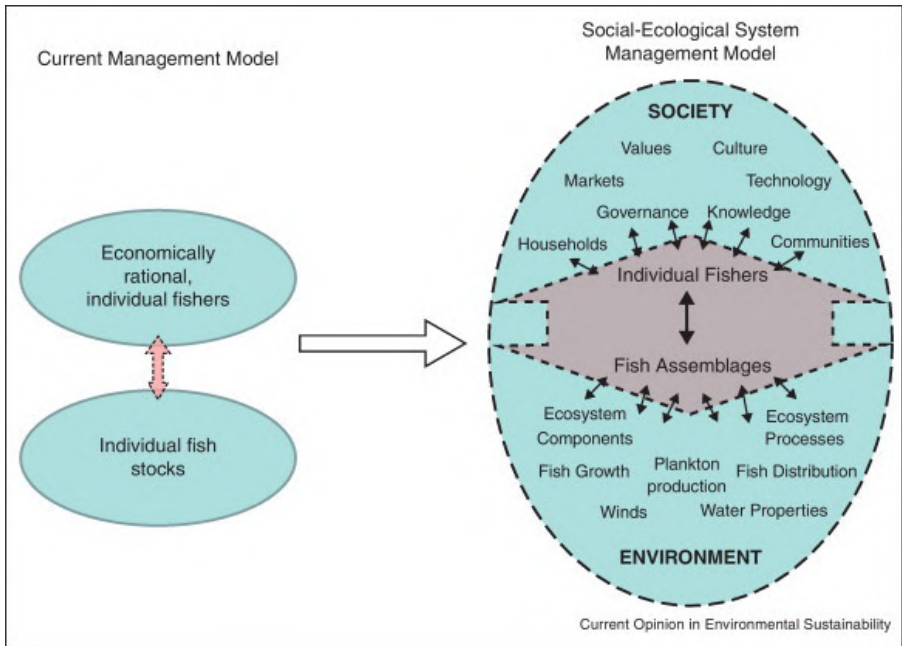 Current Management Model
Social-Ecological System
Management Model
Economically
rational,
individual fishers
Individual fish
stocks
SOCIETY
Values Culture
Markets Technology
Governance Knowledge
Households Communities
Individual Fishers
Fish Assemblages
Ecosystem
Components
Ecosystem
Processes
Fish Growth
Plankton
production
Fish Distribution
Winds Water Properties
ENVIRONMENT
Current Opinion in Environmental Sustainability